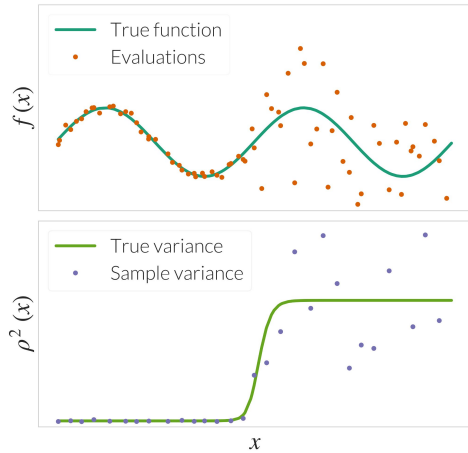 True function
Evaluations
f (x)
True variance
Sample variance
ρ² (x)
x